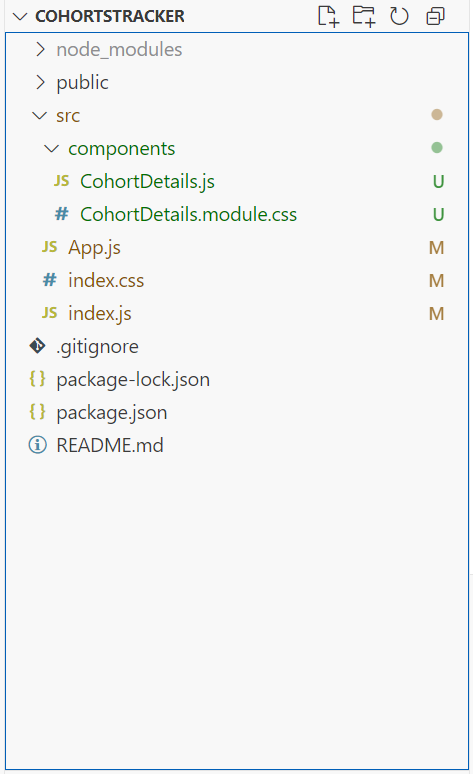 COHORTSTRACKER
node_modules
public
src
components
JS CohortDetails.js U
# CohortDetails.module.css U
JS App.js M
# index.css M
JS index.js M
.gitignore
{} package-lock.json
{} package.json
README.md